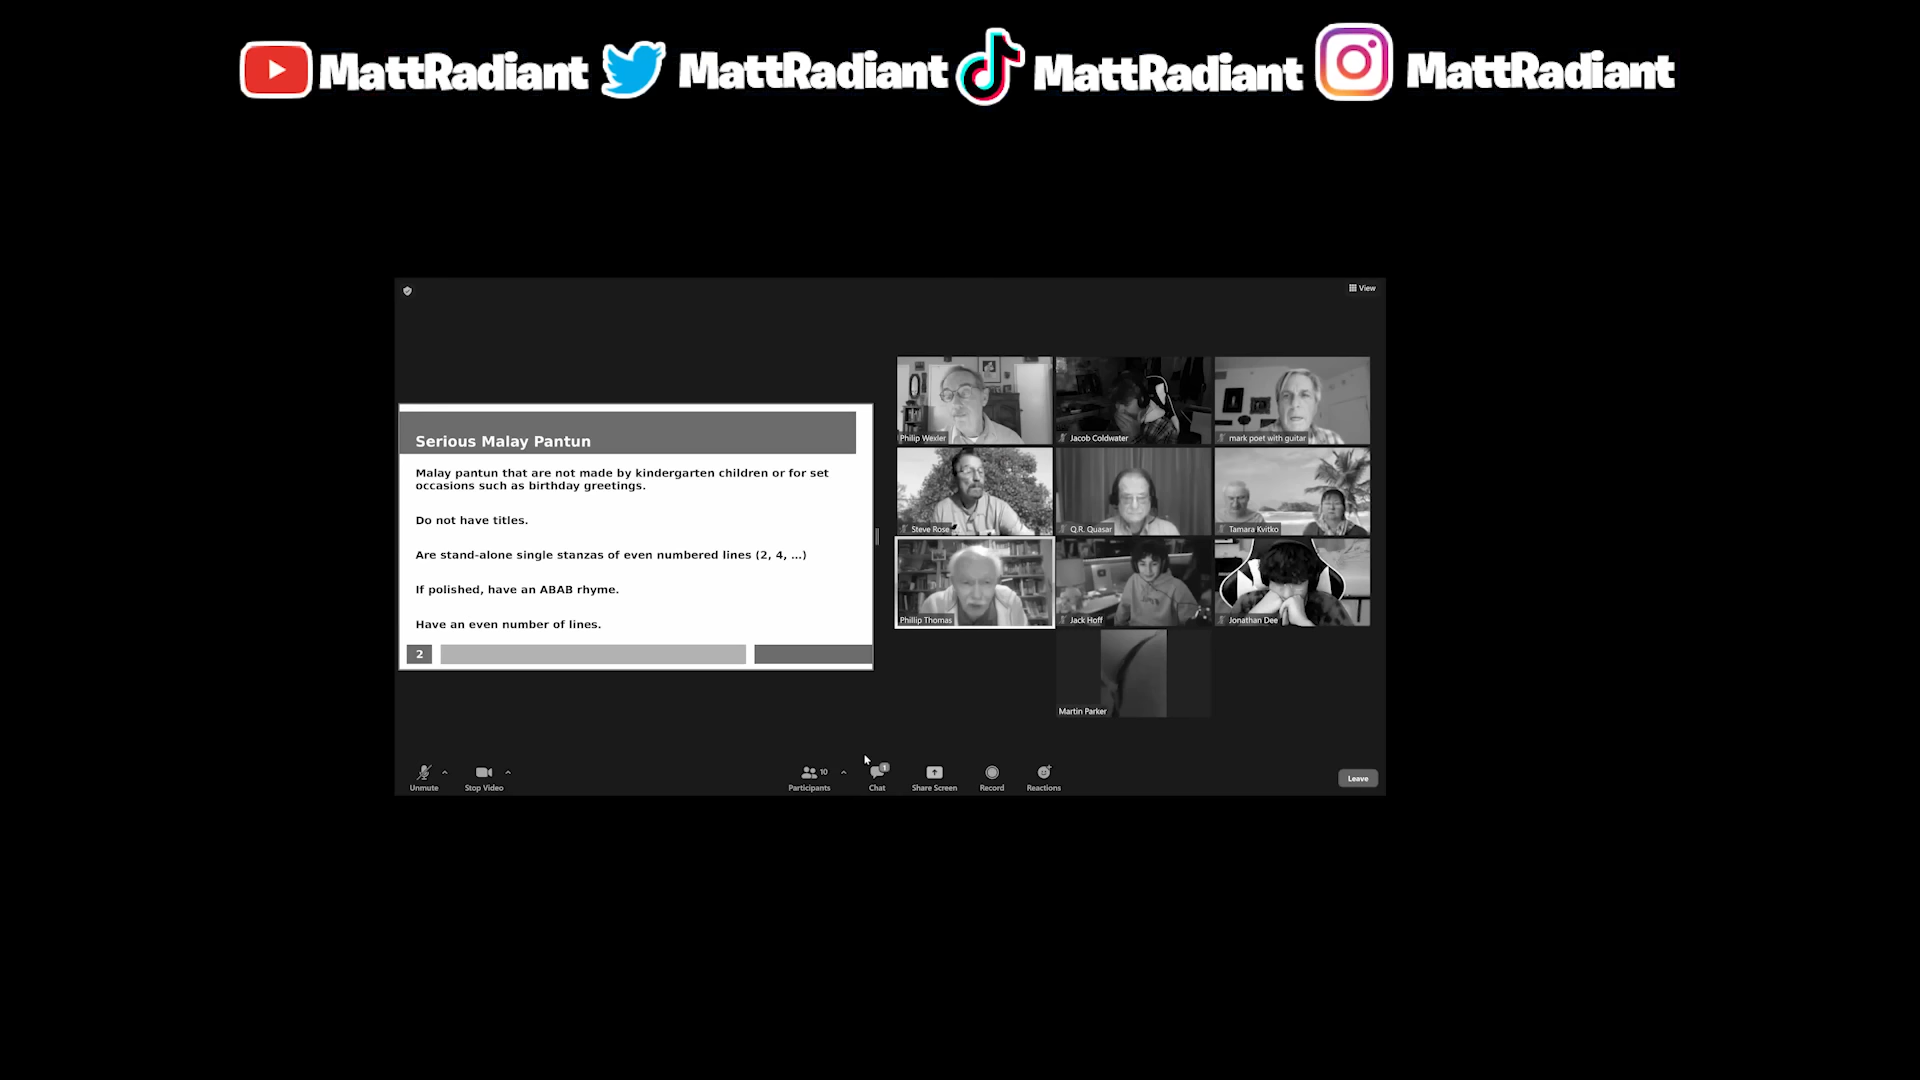 MattRadiant MattRadiant MattRadiant MattRadiant
View
Serious Malay Pantun
Malay pantun that are not made by kindergarten children or for set
occasions such as birthday greetings.
Do not have titles.
Are stand-alone single stanzas of even numbered lines (2, 4, ...)
If polished, have an ABAB rhyme.
Have an even number of lines.
2
Philip Wexler
Jacob Coldwater
mark poet with guitar
Steve Rose
Q.R. Quasar
Tamara Kvitko
Phillip Thomas
Jack Hoff
Jonathan Dee
Martin Parker
Unmute
Stop Video
10
Participants
1
Chat
Share Screen
Record
Reactions
Leave